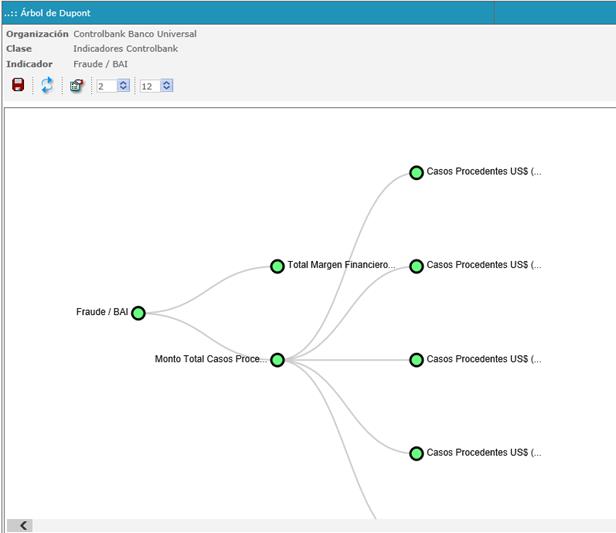 ..:: Árbol de Dupont
Organización Controlbank Banco Universal
Clase Indicadores Controlbank
Indicador Fraude / BAI
2 12
Casos Procedentes US$ (...
Total Margen Financiero... Casos Procedentes US$ (...
Fraude / BAI
Monto Total Casos Proce... Casos Procedentes US$ (...
Casos Procedentes US$ (...